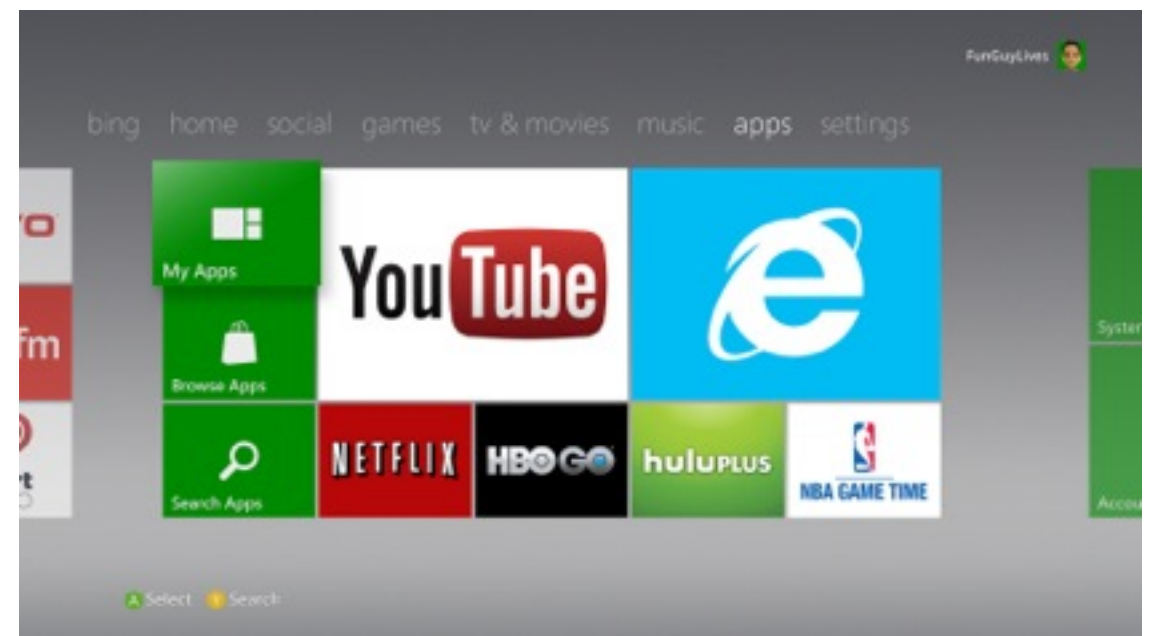 FunGuyLives
bing home social games tv & movies music apps settings
My Apps
YouTube
fm
Browse Apps
NETFLIX
HBO GO
huluPLUS
NBA GAME TIME
Search Apps
A Select Y Search